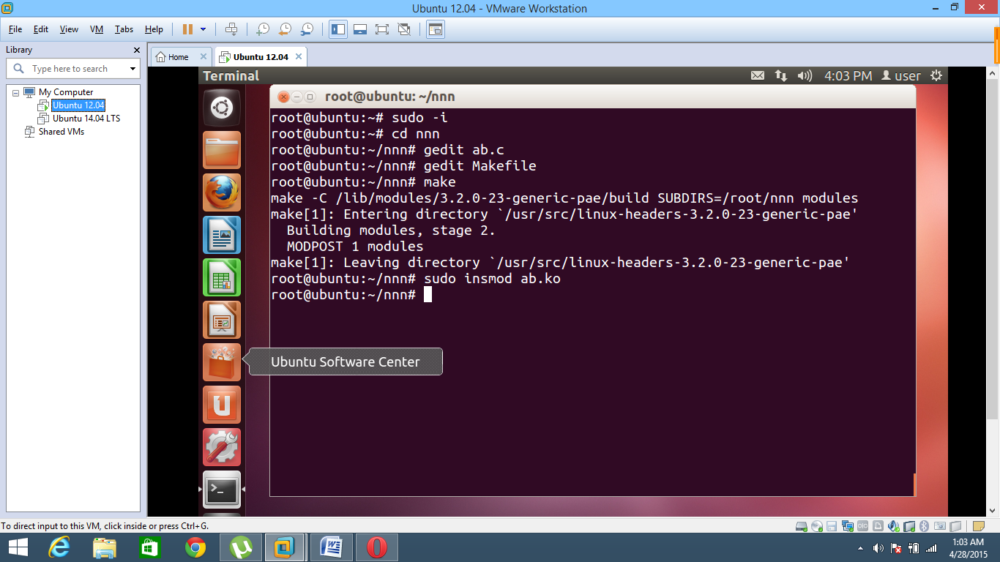 Ubuntu 12.04 - VMware Workstation
File Edit View VM Tabs Help
Library
Type here to search
My Computer
Ubuntu 12.04
Ubuntu 14.04 LTS
Shared VMs
Home
Ubuntu 12.04
Terminal
4:03 PM
user
root@ubuntu: ~/nnn
root@ubuntu:~# sudo -i
root@ubuntu:~# cd nnn
root@ubuntu:~/nnn# gedit ab.c
root@ubuntu:~/nnn# gedit Makefile
root@ubuntu:~/nnn# make
make -C /lib/modules/3.2.0-23-generic-pae/build SUBDIRS=/root/nnn modules
make[1]: Entering directory `/usr/src/linux-headers-3.2.0-23-generic-pae'
  Building modules, stage 2.
  MODPOST 1 modules
make[1]: Leaving directory `/usr/src/linux-headers-3.2.0-23-generic-pae'
root@ubuntu:~/nnn# sudo insmod ab.ko
root@ubuntu:~/nnn#
Ubuntu Software Center
To direct input to this VM, click inside or press Ctrl+G.
1:03 AM
4/28/2015